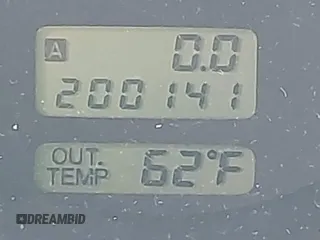 A 0.0
200141
OUT. 62°F
TEMP
DREAMBID